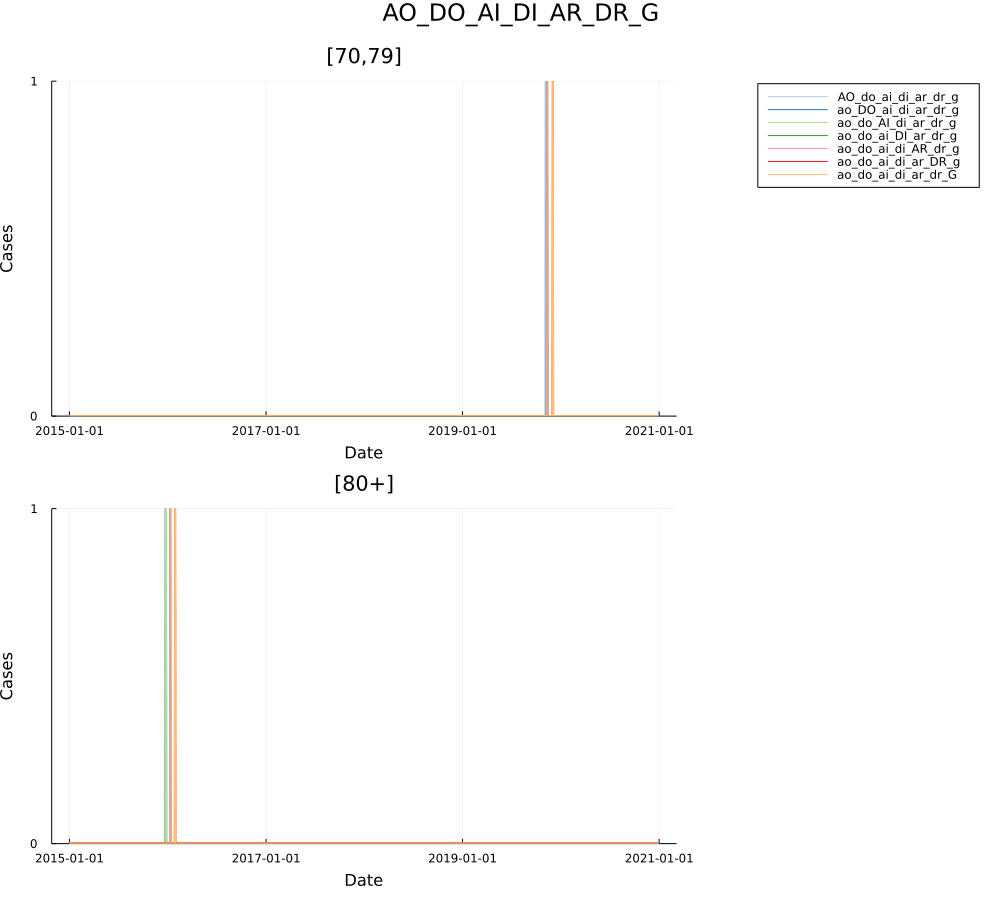 AO_DO_AI_DI_AR_DR_G
[70,79]
1
Cases
0
2015-01-01 2017-01-01 2019-01-01 2021-01-01
Date
AO_do_ai_di_ar_dr_g
ao_DO_ai_di_ar_dr_g
ao_do_AI_di_ar_dr_g
ao_do_ai_DI_ar_dr_g
ao_do_ai_di_AR_dr_g
ao_do_ai_di_ar_DR_g
ao_do_ai_di_ar_dr_G
[80+]
1
Cases
0
2015-01-01 2017-01-01 2019-01-01 2021-01-01
Date